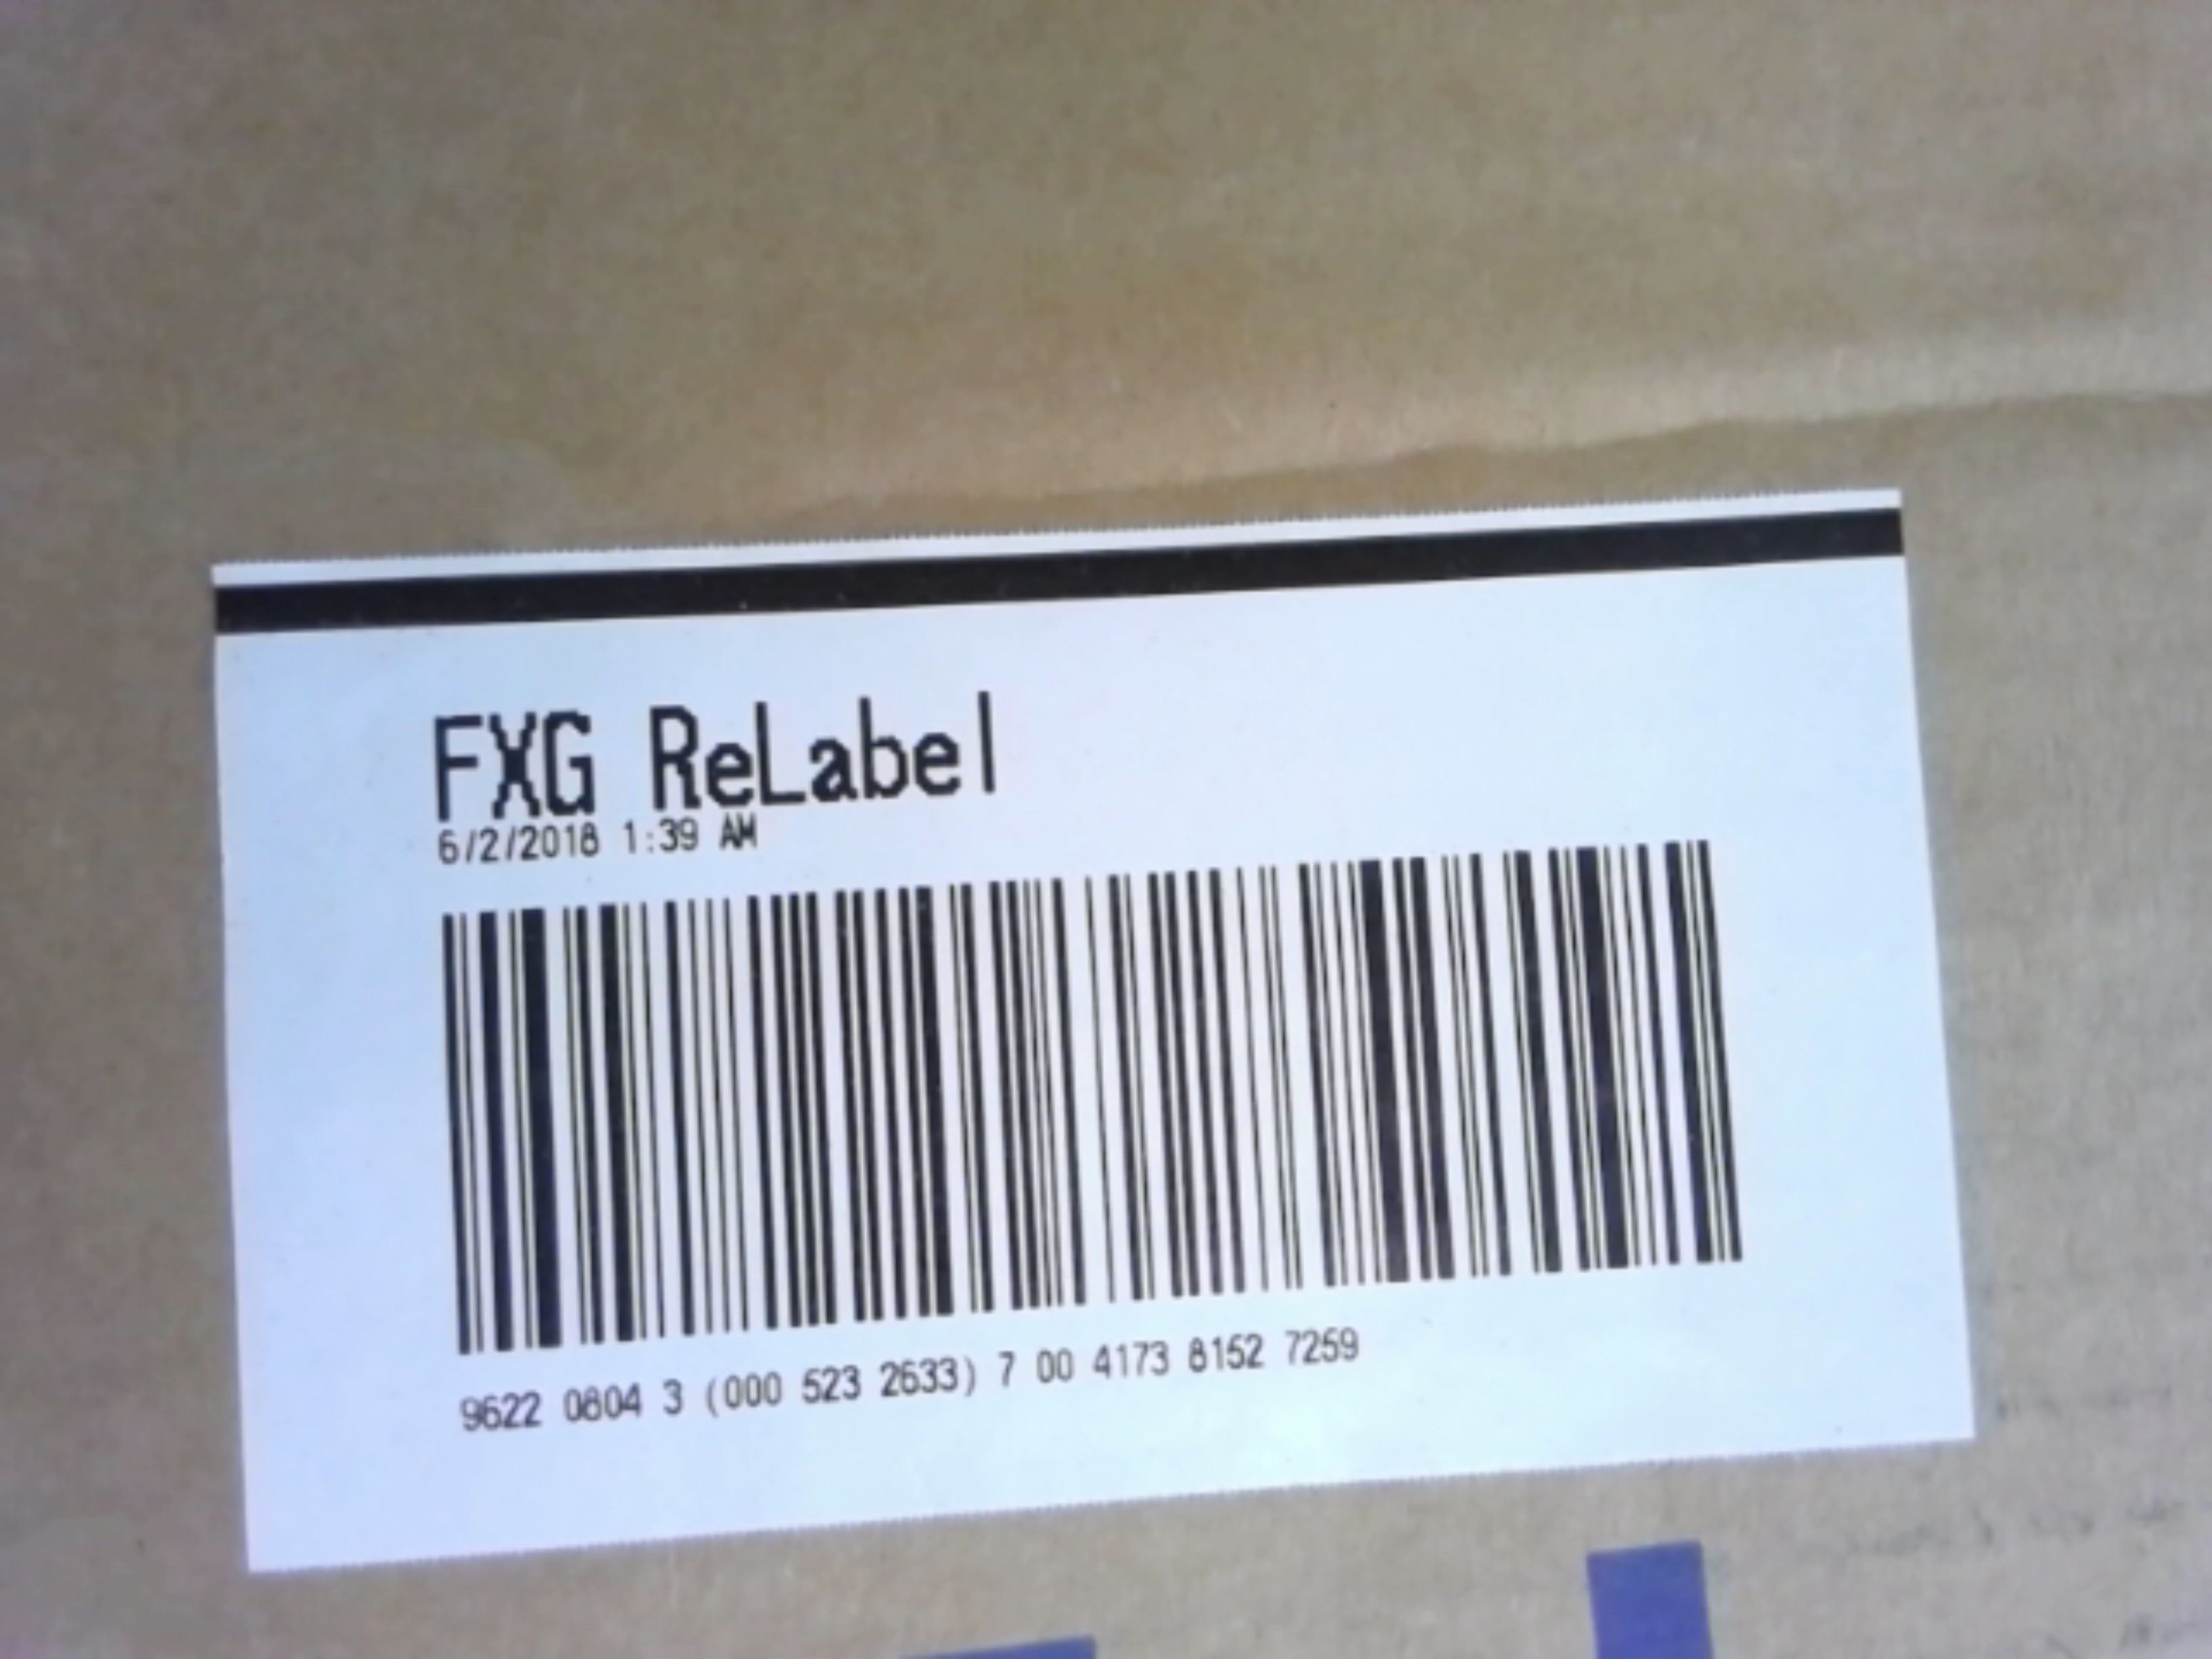 FXG ReLabel
6/2/2018 1:39 AM
9622 0804 3 (000 523 2633) 7 00 4173 8152 7259